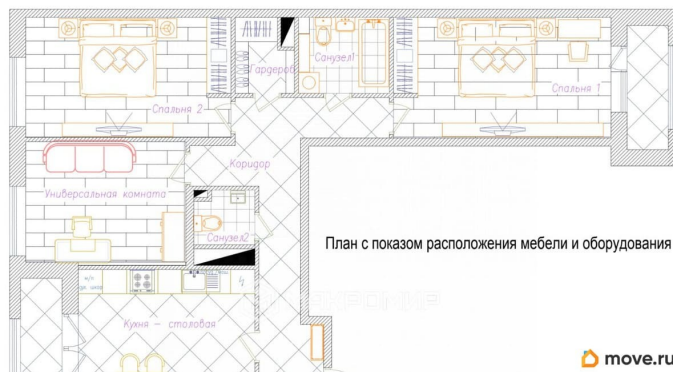 Гардероб
Санузел1
Спальня 2
Спальня 1
Коридор
Универсальная комната
Санузел2
План с показом расположения мебели и оборудования
Кухня – столовая
move.ru